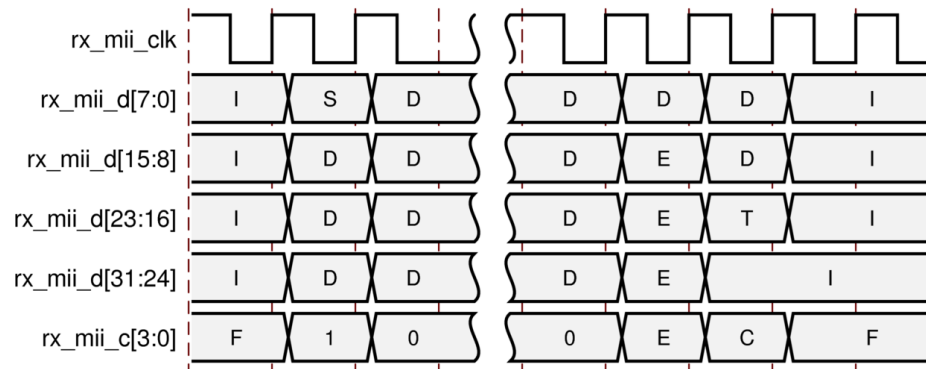 rx_mii_clk
rx_mii_d[7:0] I S D D D D I
rx_mii_d[15:8] I D D D E D I
rx_mii_d[23:16] I D D D E T I
rx_mii_d[31:24] I D D D E I
rx_mii_c[3:0] F 1 0 0 E C F